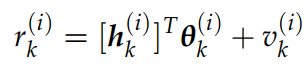 r_k^{(i)} = [h_k^{(i)}]^T θ_k^{(i)} + v_k^{(i)}